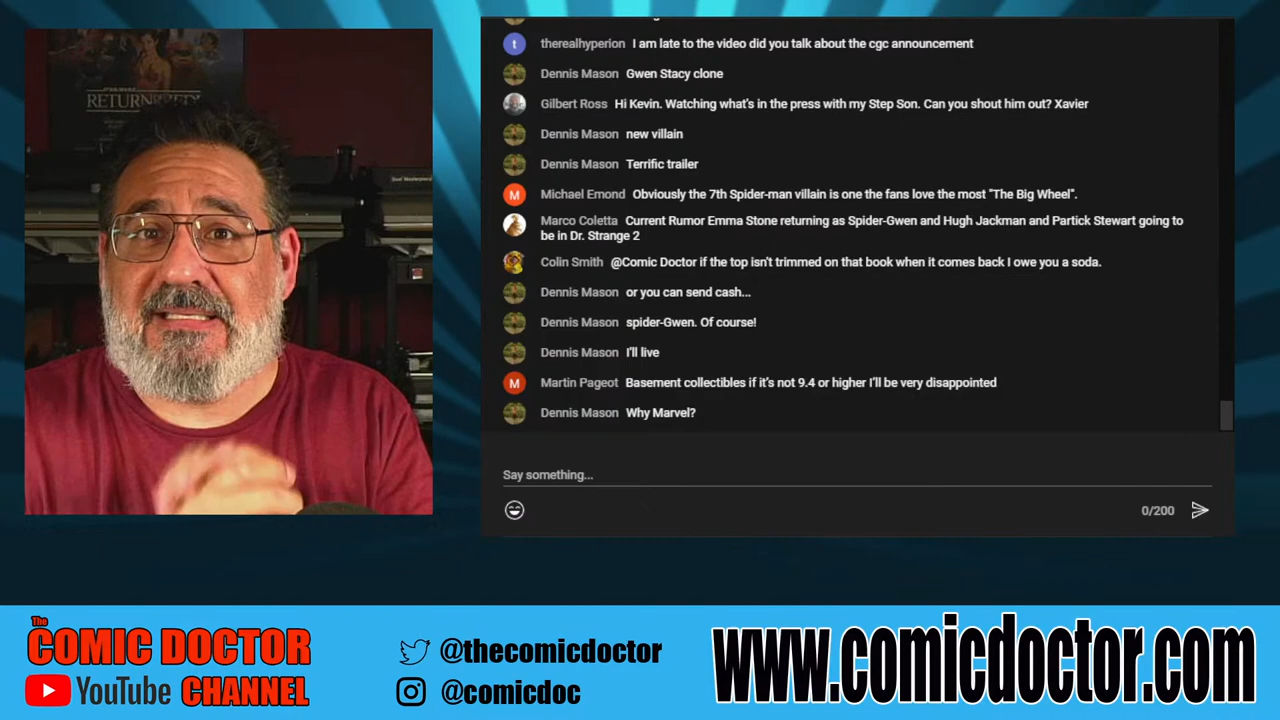 STAR WARS
RETURN OF THE JEDI
therealhyperion I am late to the video did you talk about the cgc announcement
Dennis Mason Gwen Stacy clone
Gilbert Ross Hi Kevin. Watching what's in the press with my Step Son. Can you shout him out? Xavier
Dennis Mason new villain
Dennis Mason Terrific trailer
Michael Emond Obviously the 7th Spider-man villain is one the fans love the most "The Big Wheel".
Marco Coletta Current Rumor Emma Stone returning as Spider-Gwen and Hugh Jackman and Partick Stewart going to
be in Dr. Strange 2
Colin Smith @Comic Doctor if the top isn't trimmed on that book when it comes back I owe you a soda.
Dennis Mason or you can send cash...
Dennis Mason spider-Gwen. Of course!
Dennis Mason I'll live
Martin Pageot Basement collectibles if it's not 9.4 or higher I'll be very disappointed
Dennis Mason Why Marvel?
Say something...
0/200
The
COMIC DOCTOR
YouTube CHANNEL
@thecomicdoctor
@comicdoc
www.comicdoctor.com